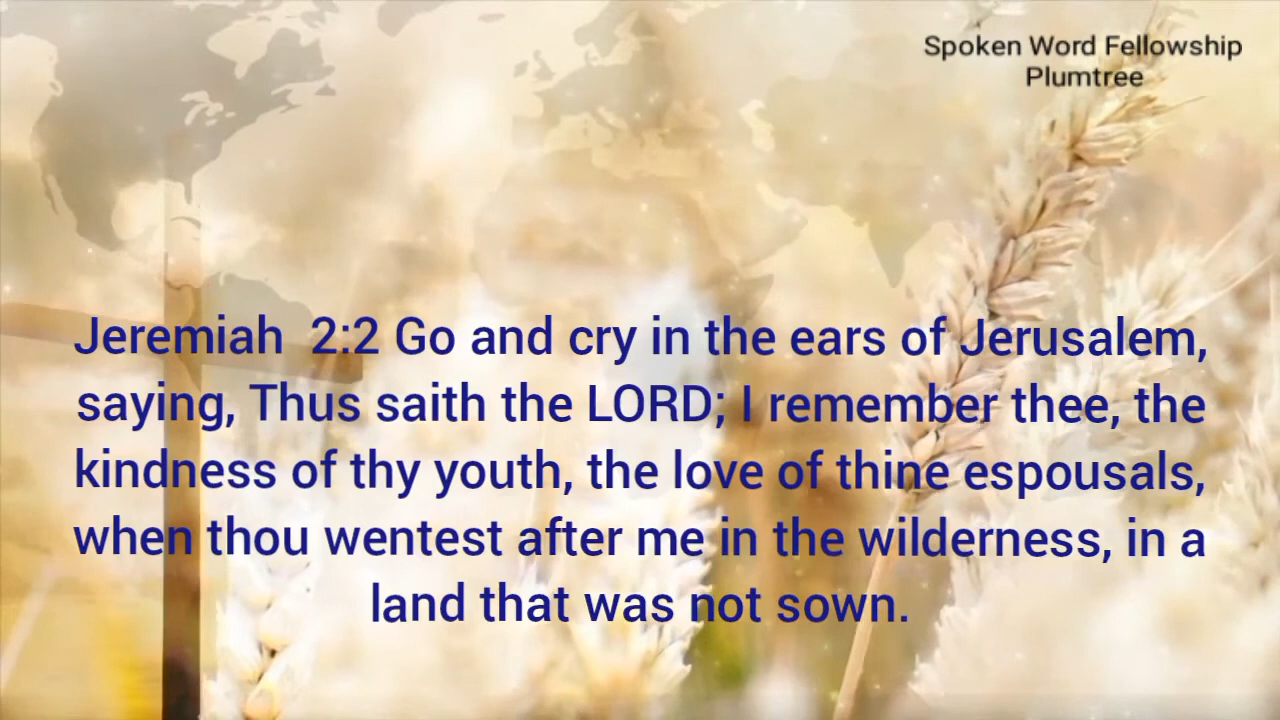 Spoken Word Fellowship
Plumtree
Jeremiah  2:2 Go and cry in the ears of Jerusalem,
saying, Thus saith the LORD; I remember thee, the
kindness of thy youth, the love of thine espousals,
when thou wentest after me in the wilderness, in a
land that was not sown.